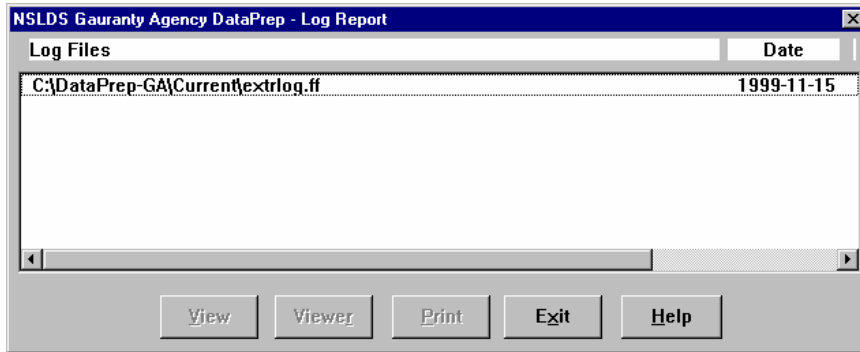 NSLDS Gauranty Agency DataPrep - Log Report
Log Files Date
C:\DataPrep-GA\Current\extrlog.ff 1999-11-15
View Viewer Print Exit Help